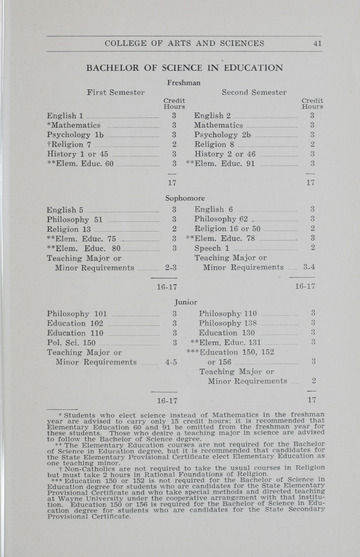 COLLEGE OF ARTS AND SCIENCES 41
BACHELOR OF SCIENCE IN EDUCATION
Freshman
First Semester Second Semester
Credit Hours Credit Hours
English 1 3 English 2 3
*Mathematics 3 Mathematics 3
Psychology 1b 3 Psychology 2b 3
†Religion 7 2 Religion 8 2
History 1 or 45 3 History 2 or 46 3
**Elem. Educ. 60 3 **Elem. Educ. 91 3
17 17
Sophomore
English 5 3 English 6 3
Philosophy 51 3 Philosophy 62 3
Religion 13 2 Religion 16 or 50 2
**Elem. Educ. 75 3 **Elem. Educ. 78 3
**Elem. Educ. 80 3 Speech 1 2
Teaching Major or Teaching Major or
Minor Requirements 2-3 Minor Requirements 3-4
16-17 16-17
Junior
Philosophy 101 3 Philosophy 110 3
Education 102 3 Philosophy 138 3
Education 110 3 Education 130 3
Pol. Sci. 150 3 **Elem. Educ. 131 3
Teaching Major or ***Education 150, 152
Minor Requirements 4-5 or 156 3
Teaching Major or
Minor Requirements 2
16-17 17
* Students who elect science instead of Mathematics in the freshman
year are advised to carry only 15 credit hours; it is recommended that
Elementary Education 60 and 91 be omitted from the freshman year for
these students. Those who desire a teaching major in science are advised
to follow the Bachelor of Science degree.
** The Elementary Education courses are not required for the Bachelor
of Science in Education degree, but it is recommended that candidates for
the State Elementary Provisional Certificate elect Elementary Education as
one teaching minor.
† Non-Catholics are not required to take the usual courses in Religion
but must take 2 hours in Rational Foundations of Religion.
*** Education 150 or 152 is not required for the Bachelor of Science in
Education degree for students who are candidates for the State Elementary
Provisional Certificate and who take special methods and directed teaching
at Wayne University under the cooperative arrangement with that institu-
tion. Education 150 or 156 is required for the Bachelor of Science in Edu-
cation degree for students who are candidates for the State Secondary
Provisional Certificate.